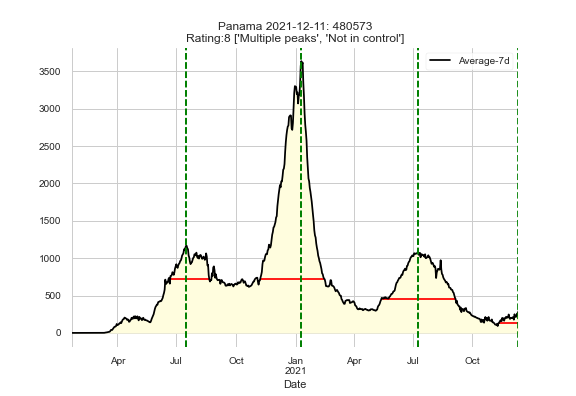 Panama 2021-12-11: 480573
Rating:8 ['Multiple peaks', 'Not in control']
Average-7d
3500
3000
2500
2000
1500
1000
500
0
Apr Jul Oct Jan Apr Jul Oct
2021
Date